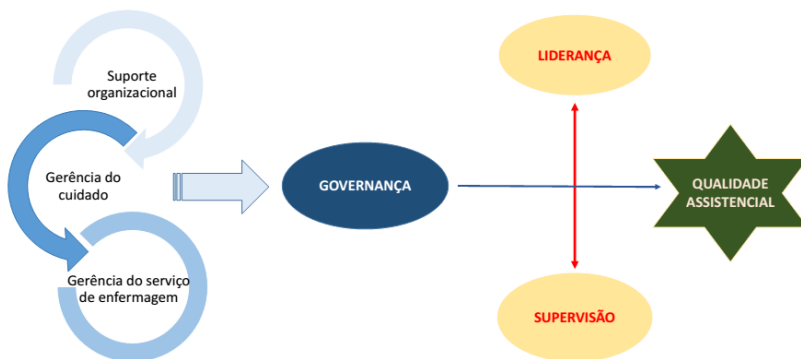 Suporte
organizacional
Gerência do
cuidado
Gerência do serviço
de enfermagem
GOVERNANÇA
LIDERANÇA
SUPERVISÃO
QUALIDADE
ASSISTENCIAL